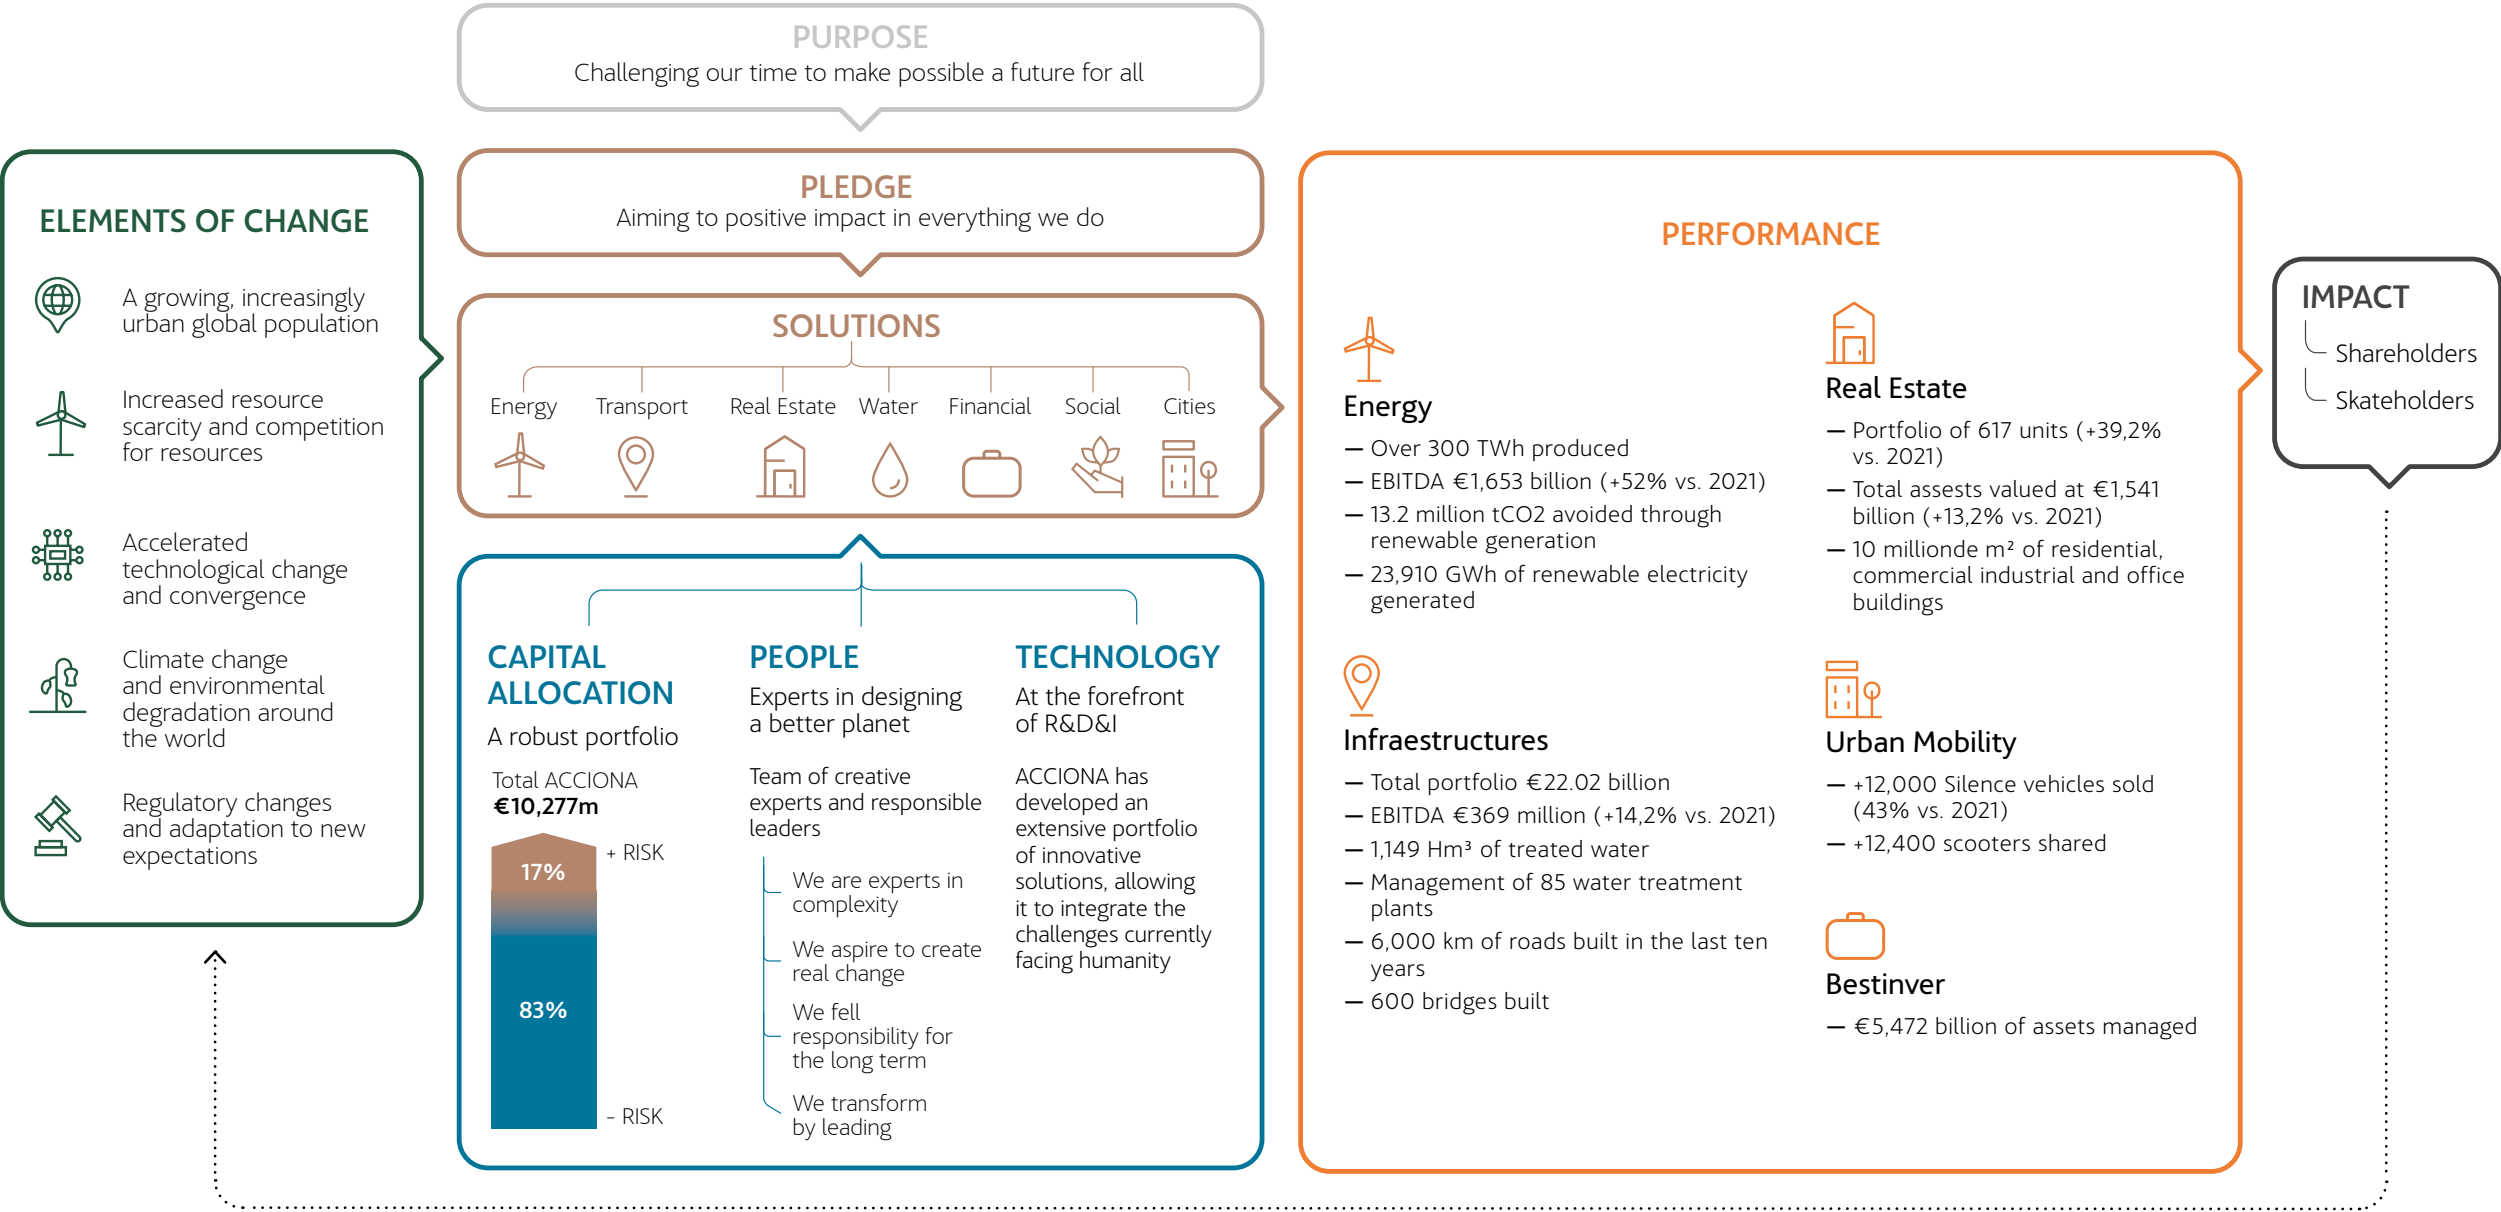 PURPOSE
Challenging our time to make possible a future for all
PLEDGE
Aiming to positive impact in everything we do
ELEMENTS OF CHANGE
A growing, increasingly
urban global population
Increased resource
scarcity and competition
for resources
Accelerated
technological change
and convergence
Climate change
and environmental
degradation around
the world
Regulatory changes
and adaptation to new
expectations
SOLUTIONS
Energy
Transport
Real Estate
Water
Financial
Social
Cities
CAPITAL
ALLOCATION
A robust portfolio
Total ACCIONA
€10,277m
+ RISK
17%
83%
- RISK
PEOPLE
Experts in designing
a better planet
Team of creative
experts and responsible
leaders
We are experts in
complexity
We aspire to create
real change
We fell
responsibility for
the long term
We transform
by leading
TECHNOLOGY
At the forefront
of R&D&I
ACCIONA has
developed an
extensive portfolio
of innovative
solutions, allowing
it to integrate the
challenges currently
facing humanity
PERFORMANCE
Energy
— Over 300 TWh produced
— EBITDA €1,653 billion (+52% vs. 2021)
— 13.2 million tCO2 avoided through
renewable generation
— 23,910 GWh of renewable electricity
generated
Infraestructures
— Total portfolio €22.02 billion
— EBITDA €369 million (+14,2% vs. 2021)
— 1,149 Hm³ of treated water
— Management of 85 water treatment
plants
— 6,000 km of roads built in the last ten
years
— 600 bridges built
Real Estate
— Portfolio of 617 units (+39,2%
vs. 2021)
— Total assests valued at €1,541
billion (+13,2% vs. 2021)
— 10 millionde m² of residential,
commercial industrial and office
buildings
Urban Mobility
— +12,000 Silence vehicles sold
(43% vs. 2021)
— +12,400 scooters shared
Bestinver
— €5,472 billion of assets managed
IMPACT
Shareholders
Skateholders